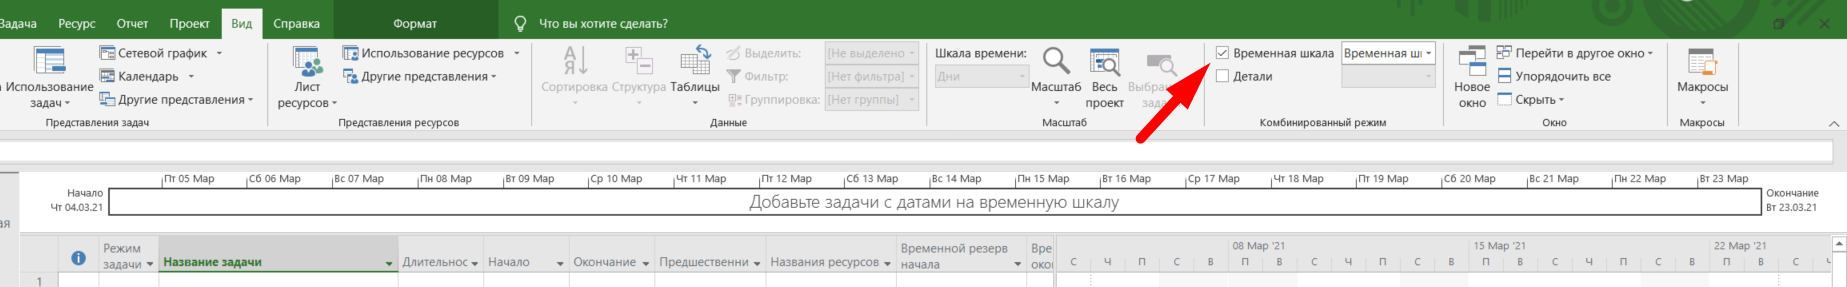 Задача Ресурс Отчет Проект Вид Справка Формат Что вы хотите сделать?
Использование задач
Сетевой график
Календарь
Другие представления
Представления задач
Лист ресурсов
Использование ресурсов
Другие представления
Представления ресурсов
Сортировка Структура Таблицы
Выделить: [Не выделено
Фильтр: [Нет фильтра]
Группировка: [Нет группы]
Данные
Шкала времени:
Дни
Масштаб Весь проект
Масштаб
Временная шкала Временная
Детали
Комбинированный режим
Новое окно
Перейти в другое окно
Упорядочить все
Скрыть
Окно
Макросы
Макросы
Пт 05 Мар Сб 06 Мар Вс 07 Мар Пн 08 Мар Вт 09 Мар Ср 10 Мар Чт 11 Мар Пт 12 Мар Сб 13 Мар Вс 14 Мар Пн 15 Мар Вт 16 Мар Ср 17 Мар Чт 18 Мар Пт 19 Мар Сб 20 Мар Вс 21 Мар Пн 22 Мар Вт 23 Мар
Начало
Чт 04.03.21
Добавьте задачи с датами на временную шкалу
Окончание
Вт 23.03.21
Режим задачи
Название задачи
Длительнос
Начало
Окончание
Предшественни
Названия ресурсов
Временной резерв начала
Вре
око
08 Мар '21 15 Мар '21 22 Мар '21
С Ч П С В П В С Ч П С В П В С Ч П С В П В С
1